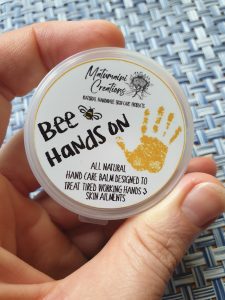 Matumaini
Creations
NATURAL HANDMADE SKIN CARE PRODUCTS
BEE
HANDS ON
ALL NATURAL
HAND CARE BALM DESIGNED TO
TREAT TIRED WORKING HANDS &
SKIN AILMENTS